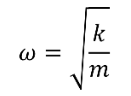 ω = √(k/m)